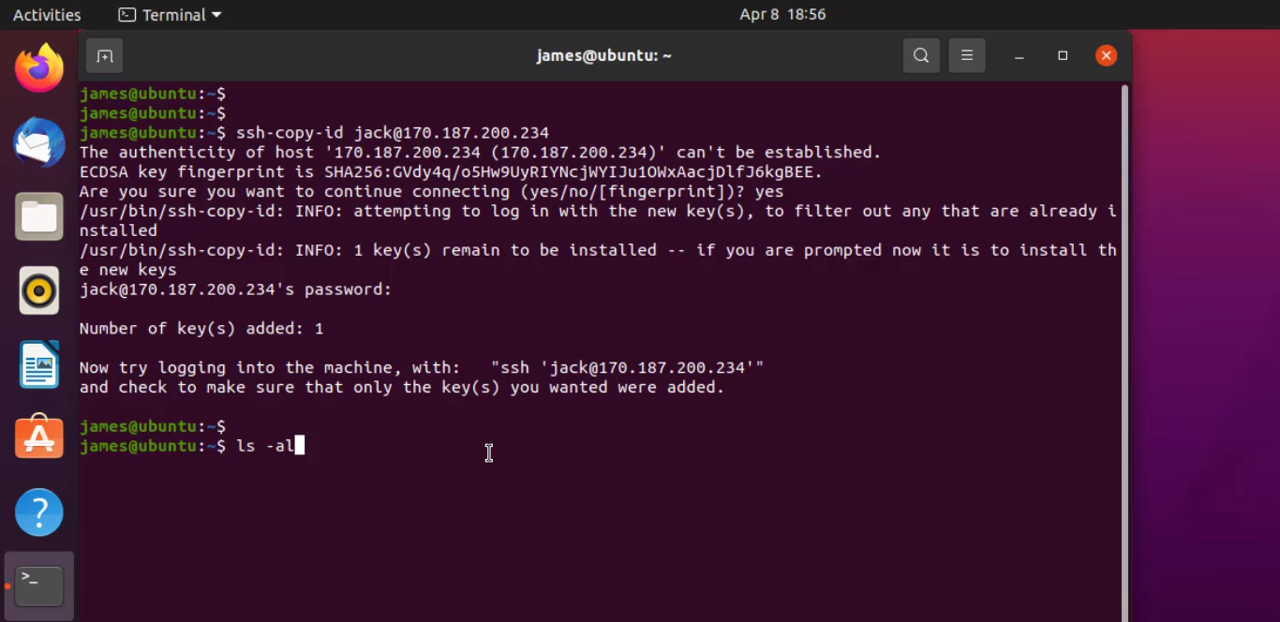 Activities
Terminal
Apr 8 18:56
james@ubuntu: ~
james@ubuntu:~$
james@ubuntu:~$
james@ubuntu:~$ ssh-copy-id jack@170.187.200.234
The authenticity of host '170.187.200.234 (170.187.200.234)' can't be established.
ECDSA key fingerprint is SHA256:GVdy4q/o5Hw9UyRIYNcjWYIJu1OWxAacjDlfJ6kgBEE.
Are you sure you want to continue connecting (yes/no/[fingerprint])? yes
/usr/bin/ssh-copy-id: INFO: attempting to log in with the new key(s), to filter out any that are already i
nstalled
/usr/bin/ssh-copy-id: INFO: 1 key(s) remain to be installed -- if you are prompted now it is to install th
e new keys
jack@170.187.200.234's password:
Number of key(s) added: 1
Now try logging into the machine, with:   "ssh 'jack@170.187.200.234'"
and check to make sure that only the key(s) you wanted were added.
james@ubuntu:~$
james@ubuntu:~$ ls -al